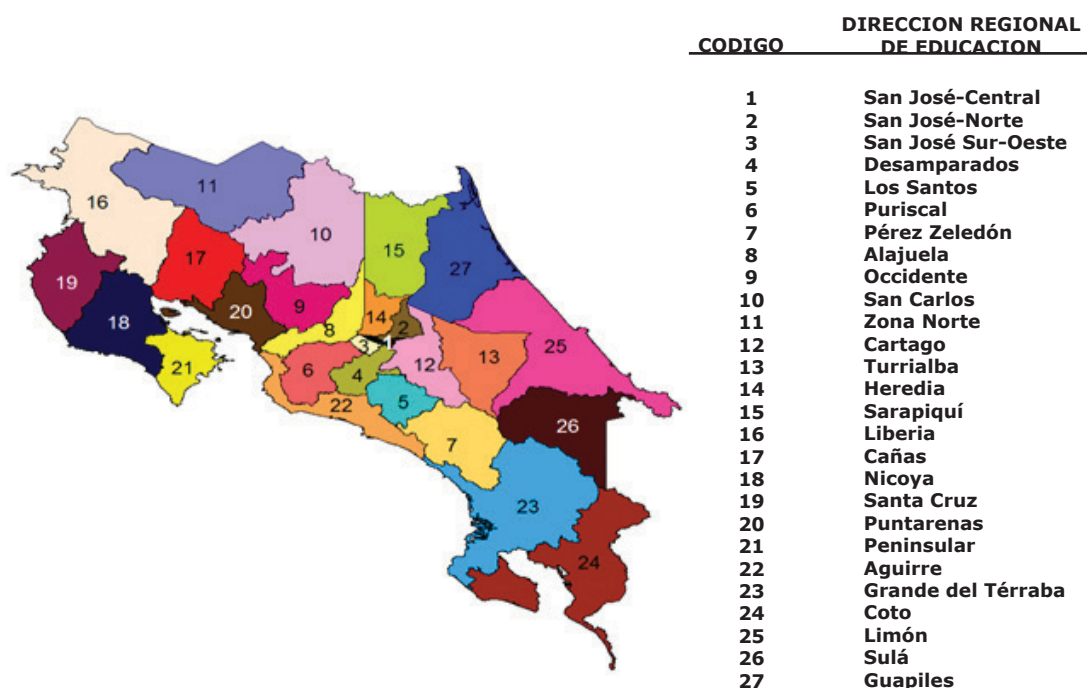 CODIGO DIRECCION REGIONAL
DE EDUCACION
1 San José-Central
2 San José-Norte
3 San José Sur-Oeste
4 Desamparados
5 Los Santos
6 Puriscal
7 Pérez Zeledón
8 Alajuela
9 Occidente
10 San Carlos
11 Zona Norte
12 Cartago
13 Turrialba
14 Heredia
15 Sarapiquí
16 Liberia
17 Cañas
18 Nicoya
19 Santa Cruz
20 Puntarenas
21 Peninsular
22 Aguirre
23 Grande del Térraba
24 Coto
25 Limón
26 Sulá
27 Guapiles
11
16
10
15
17
27
19
9
20
14
18
8
2
1
3
25
21
12
13
6
4
22
5
26
7
23
24